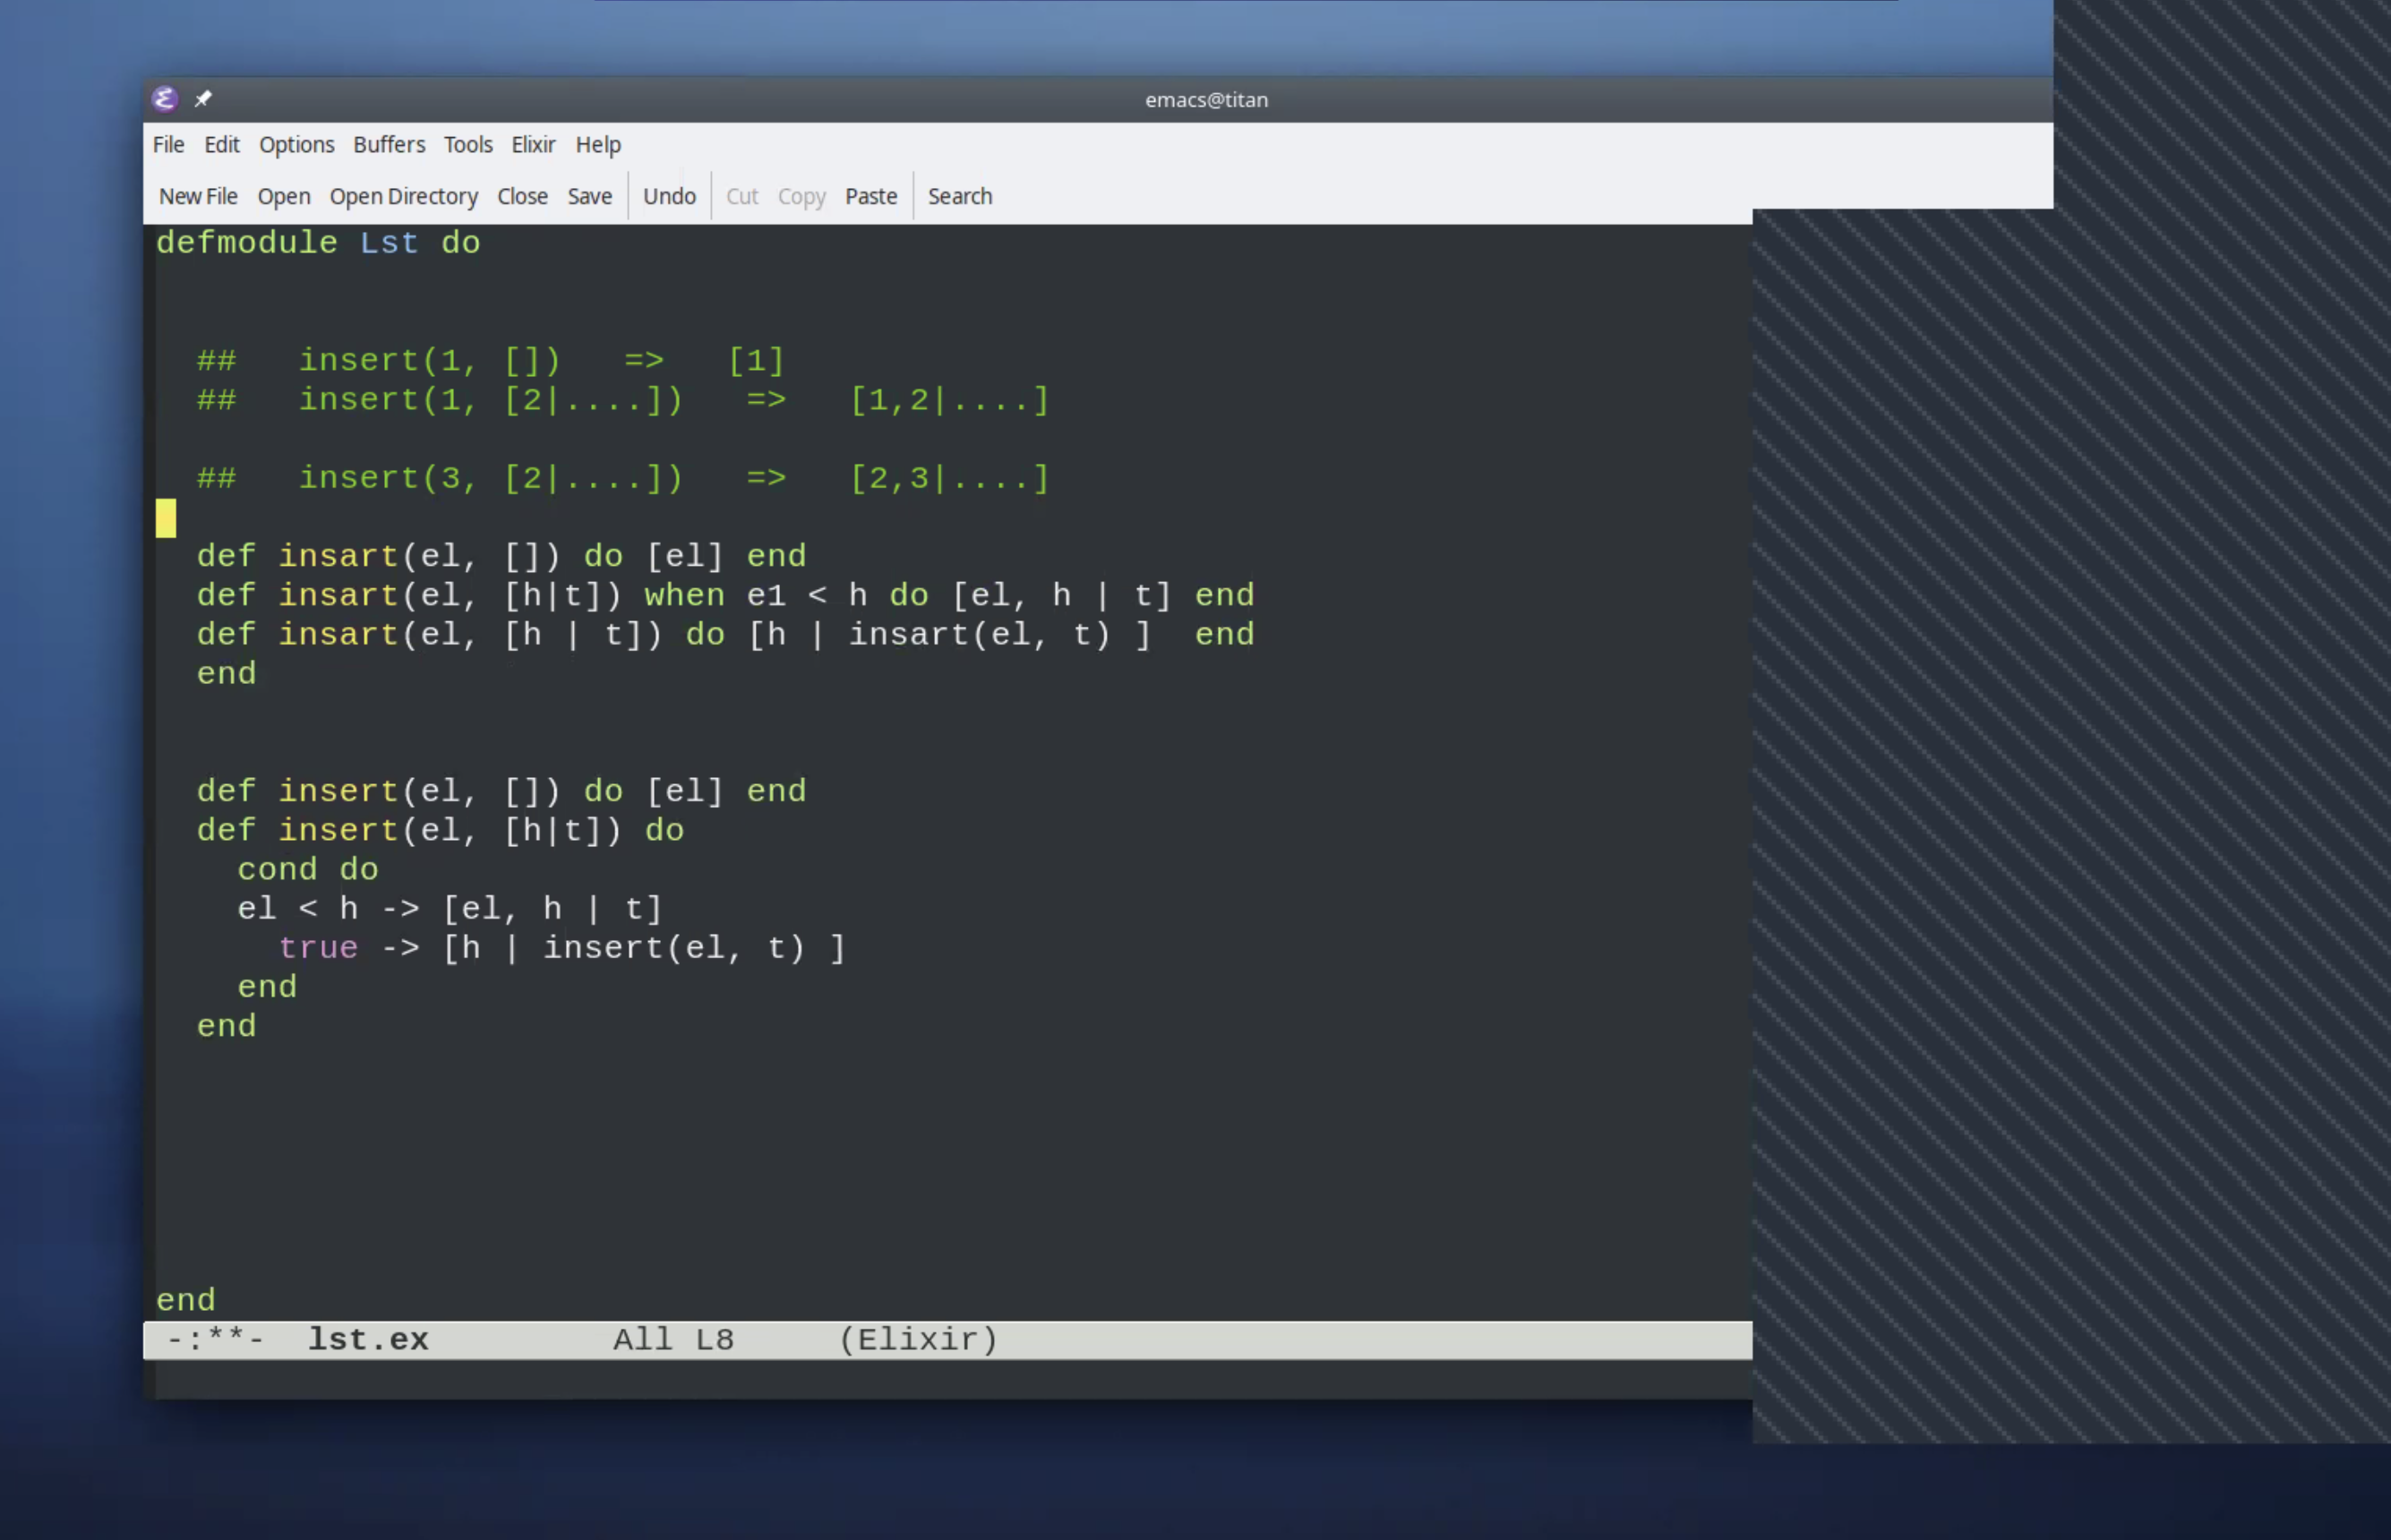 emacs@titan
File Edit Options Buffers Tools Elixir Help
New File Open Open Directory Close Save Undo Cut Copy Paste Search
defmodule Lst do
##   insert(1, [])   =>   [1]
##   insert(1, [2|....])   =>   [1,2|....]
##   insert(3, [2|....])   =>   [2,3|....]
def insart(el, []) do [el] end
def insart(el, [h|t]) when e1 < h do [el, h | t] end
def insart(el, [h | t]) do [h | insart(el, t) ]  end
end
def insert(el, []) do [el] end
def insert(el, [h|t]) do
cond do
el < h -> [el, h | t]
true -> [h | insert(el, t) ]
end
end
end
-:**-  lst.ex         All L8     (Elixir)